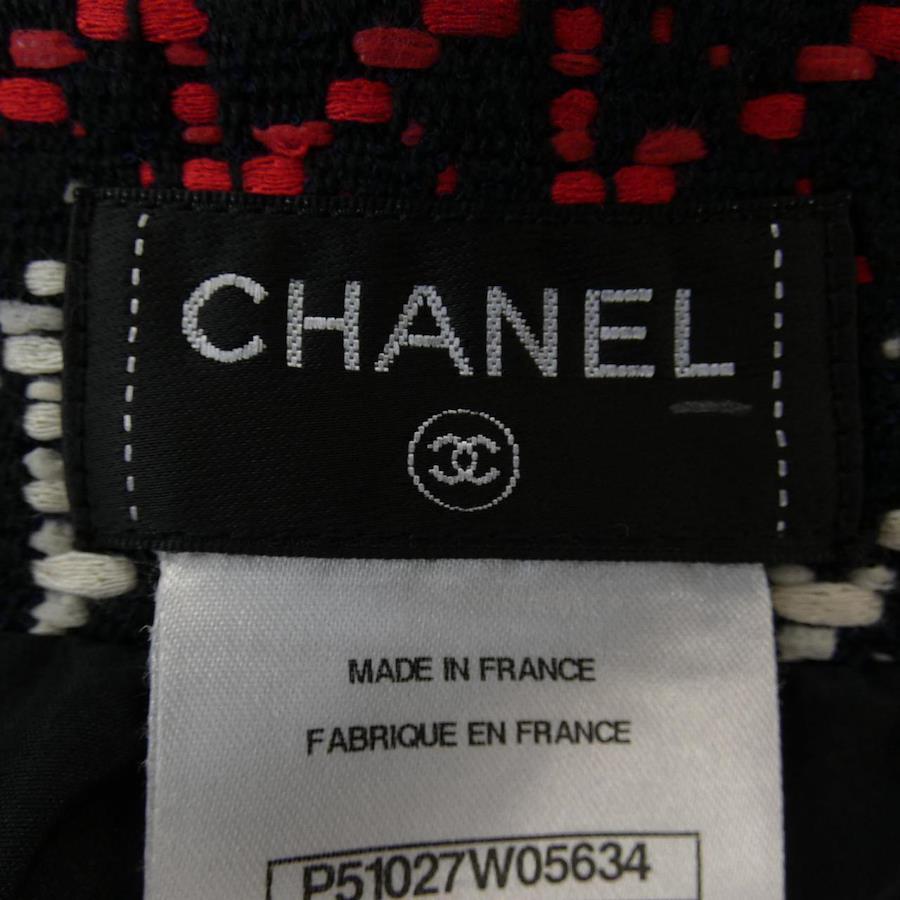 CHANEL
MADE IN FRANCE
FABRIQUE EN FRANCE
P51027W05634